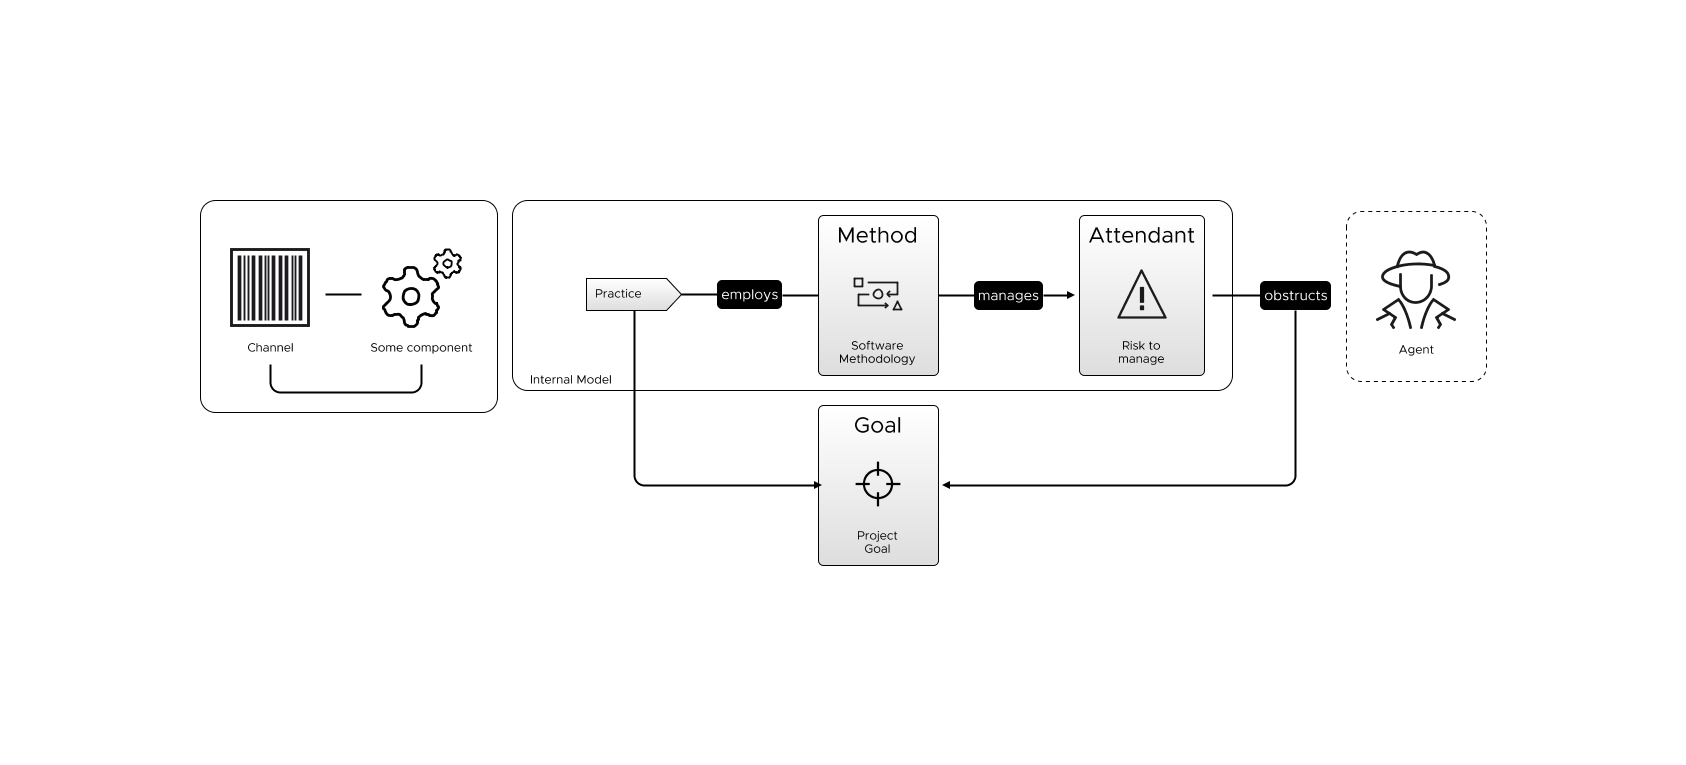 Channel
Some component
Internal Model
Practice
employs
Method
Software
Methodology
manages
Attendant
Risk to
manage
obstructs
Agent
Goal
Project
Goal